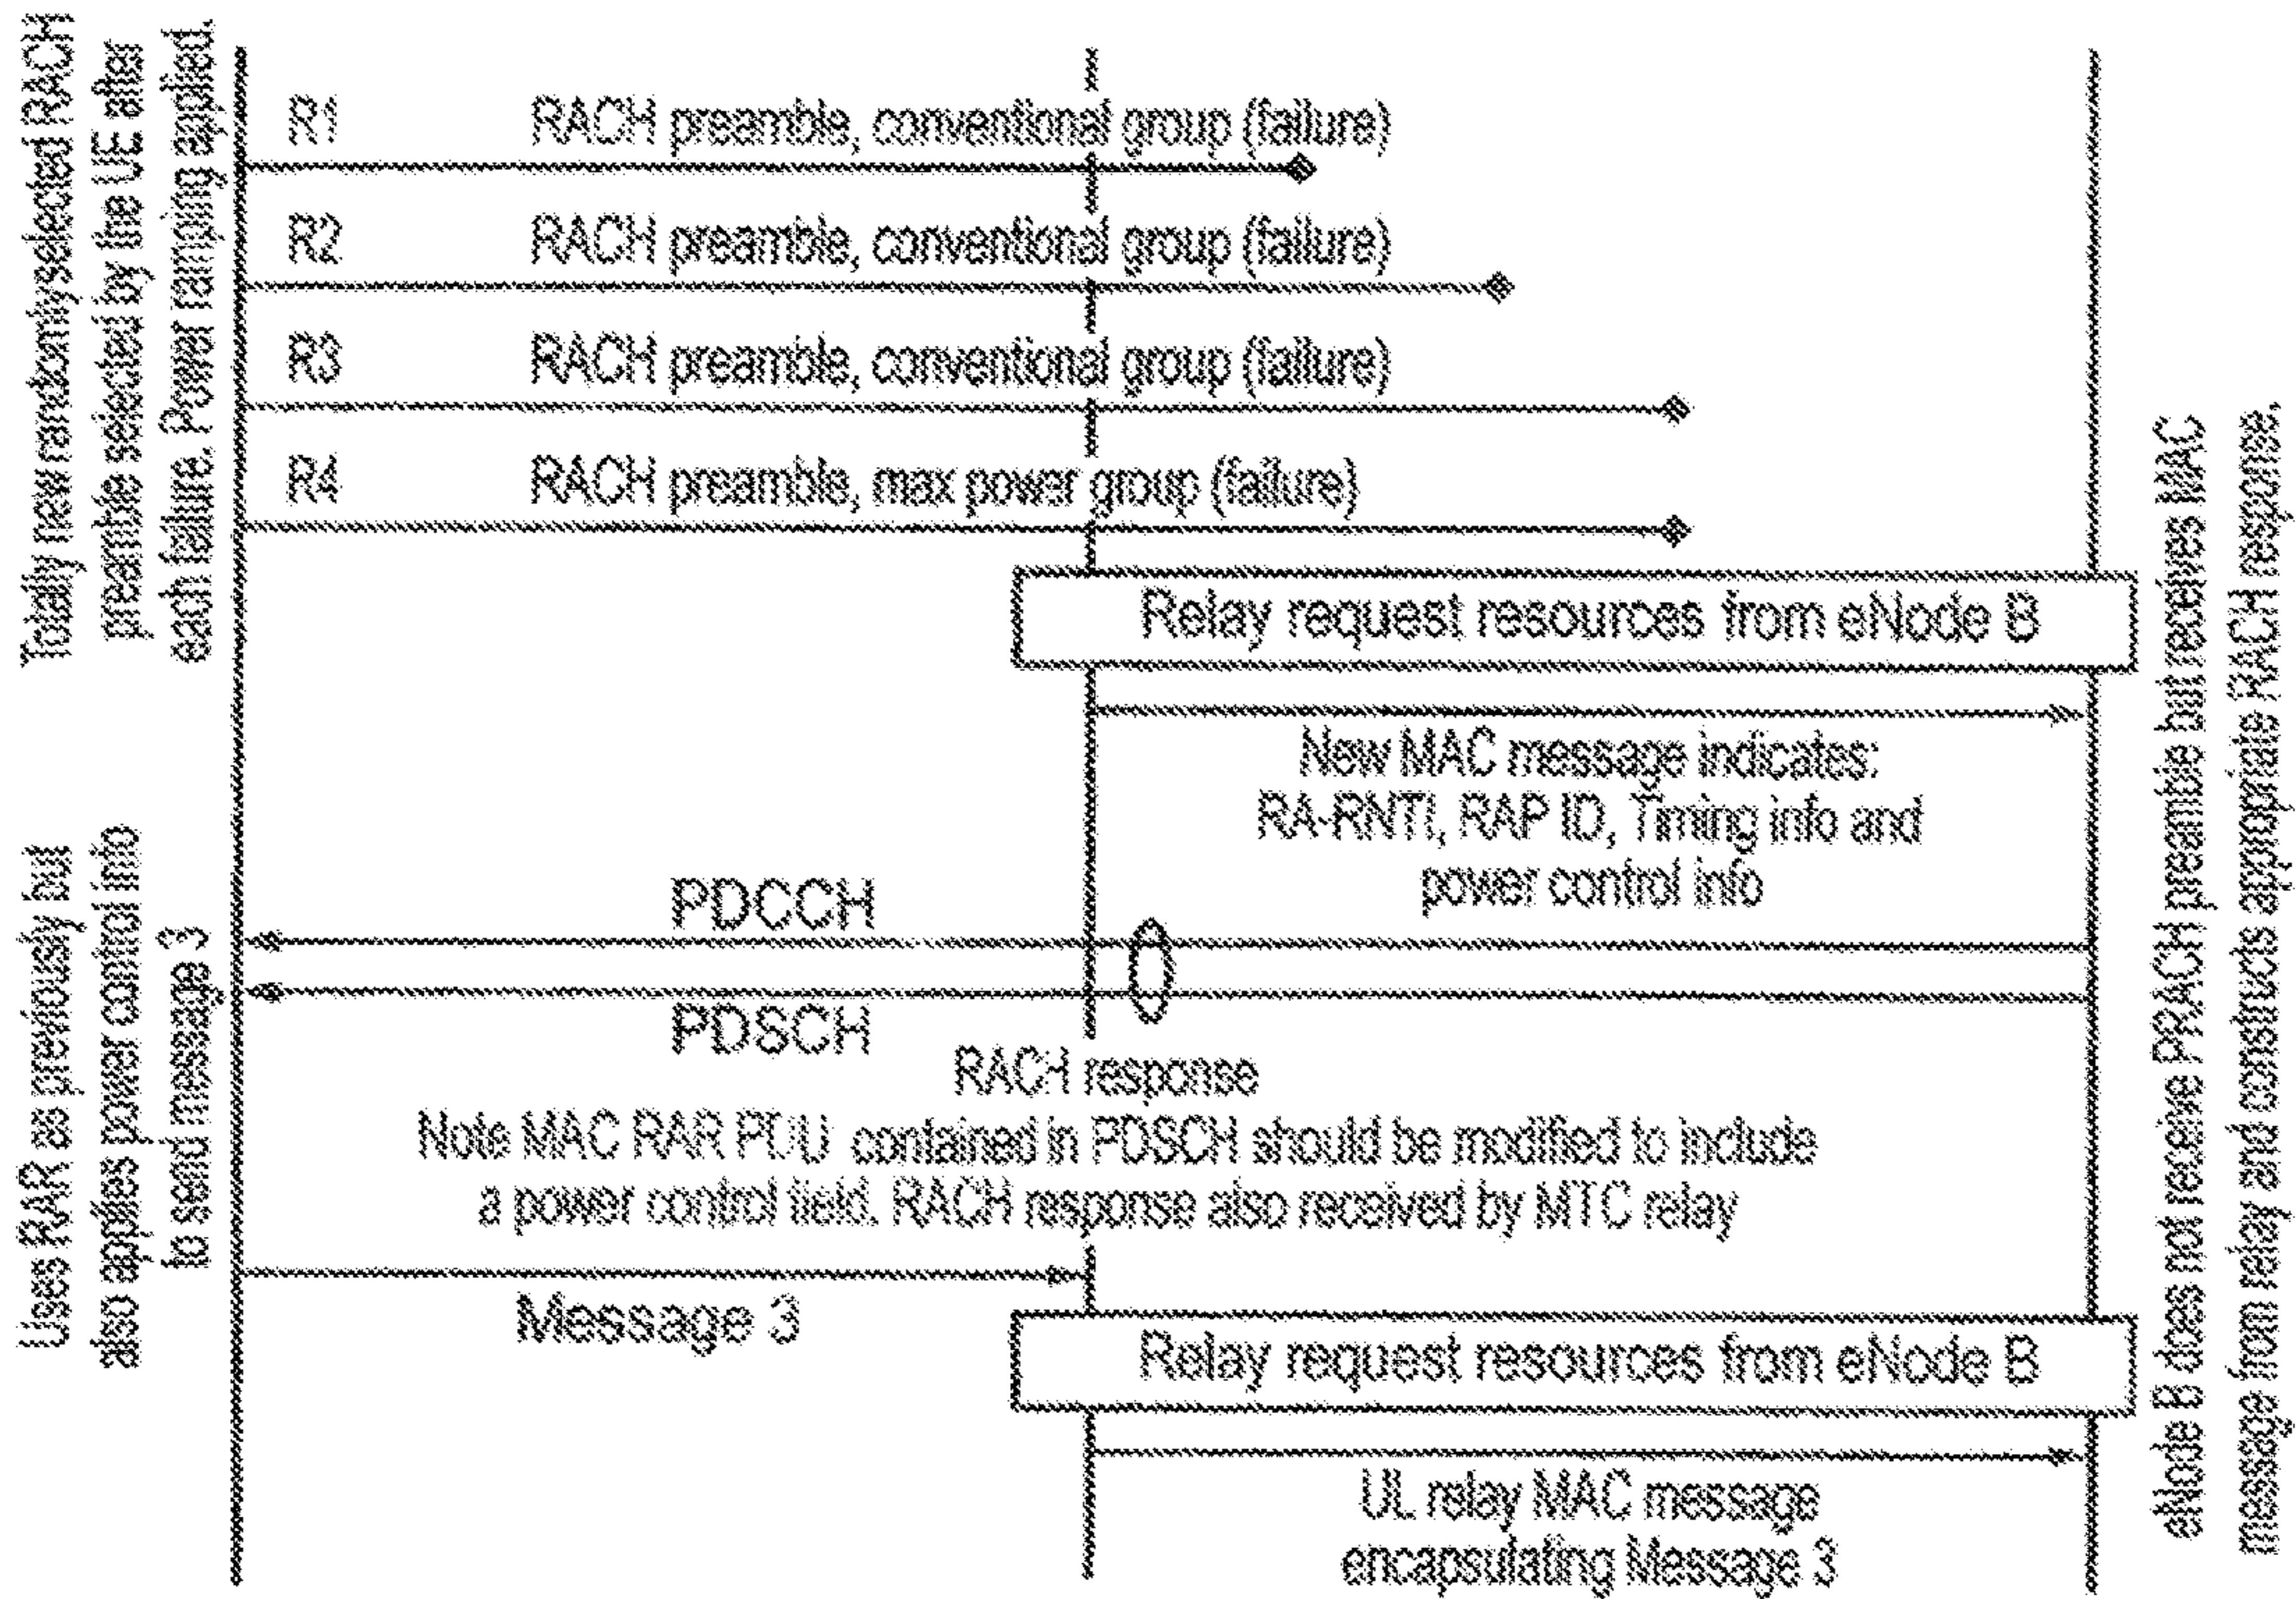 Totally new randomly selected RACH
preamble selected by the UE after
each failure. Power ramping applied.
R1 RACH preamble, conventional group (failure)
R2 RACH preamble, conventional group (failure)
R3 RACH preamble, conventional group (failure)
R4 RACH preamble, max power group (failure)
Relay request resources from eNode B
New MAC message indicates:
RA-RNTI, RAP ID, Timing info and
power control info
PDCCH
PDSCH
RACH response
Note MAC RAR PDU contained in PDSCH should be modified to include
a power control field. RACH response also received by MTC relay
Uses RAR as previously but
also applies power control info
to send message 3
Message 3
Relay request resources from eNode B
UL relay MAC message
encapsulating Message 3
eNode B does not receive PRACH preamble but receives MAC
message from relay and constructs appropriate RACH response.